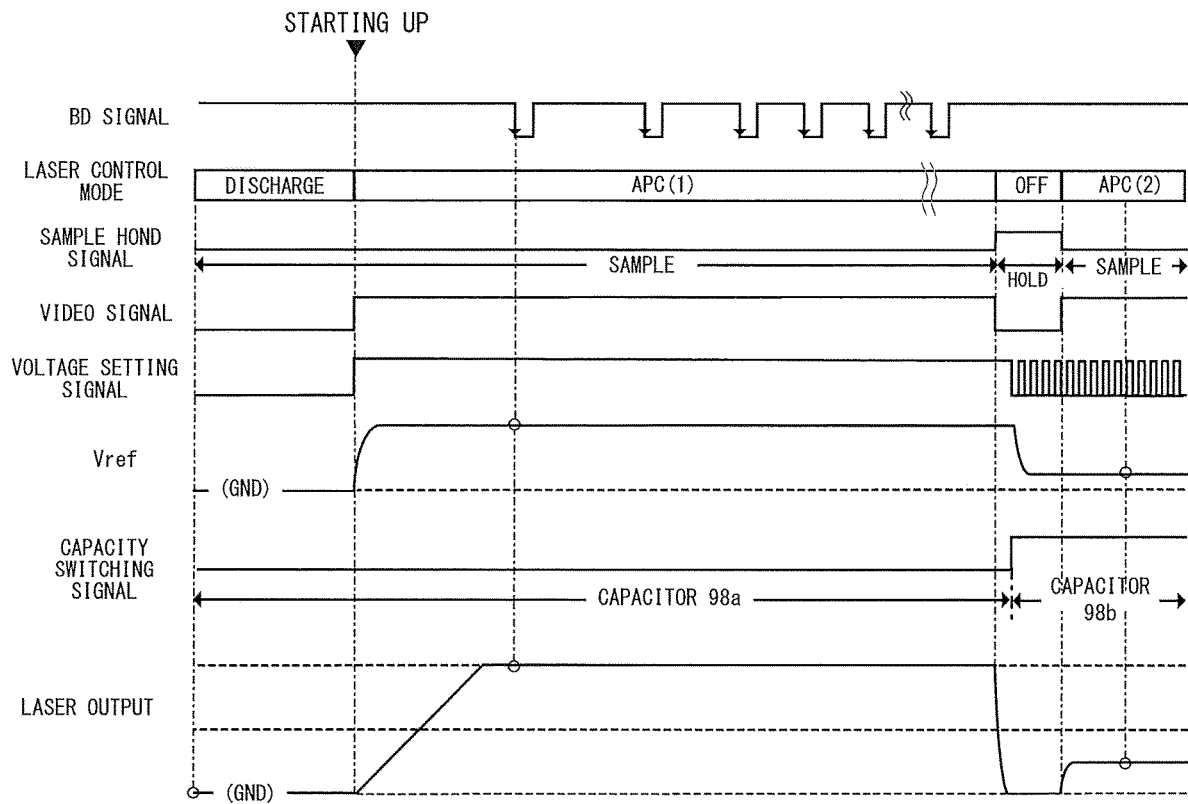 STARTING UP
BD SIGNAL
LASER CONTROL
MODE
DISCHARGE
APC(1)
OFF
APC(2)
SAMPLE HOND
SIGNAL
SAMPLE
HOLD
SAMPLE
VIDEO SIGNAL
VOLTAGE SETTING
SIGNAL
Vref
(GND)
CAPACITY
SWITCHING
SIGNAL
CAPACITOR 98a
CAPACITOR
98b
LASER OUTPUT
(GND)